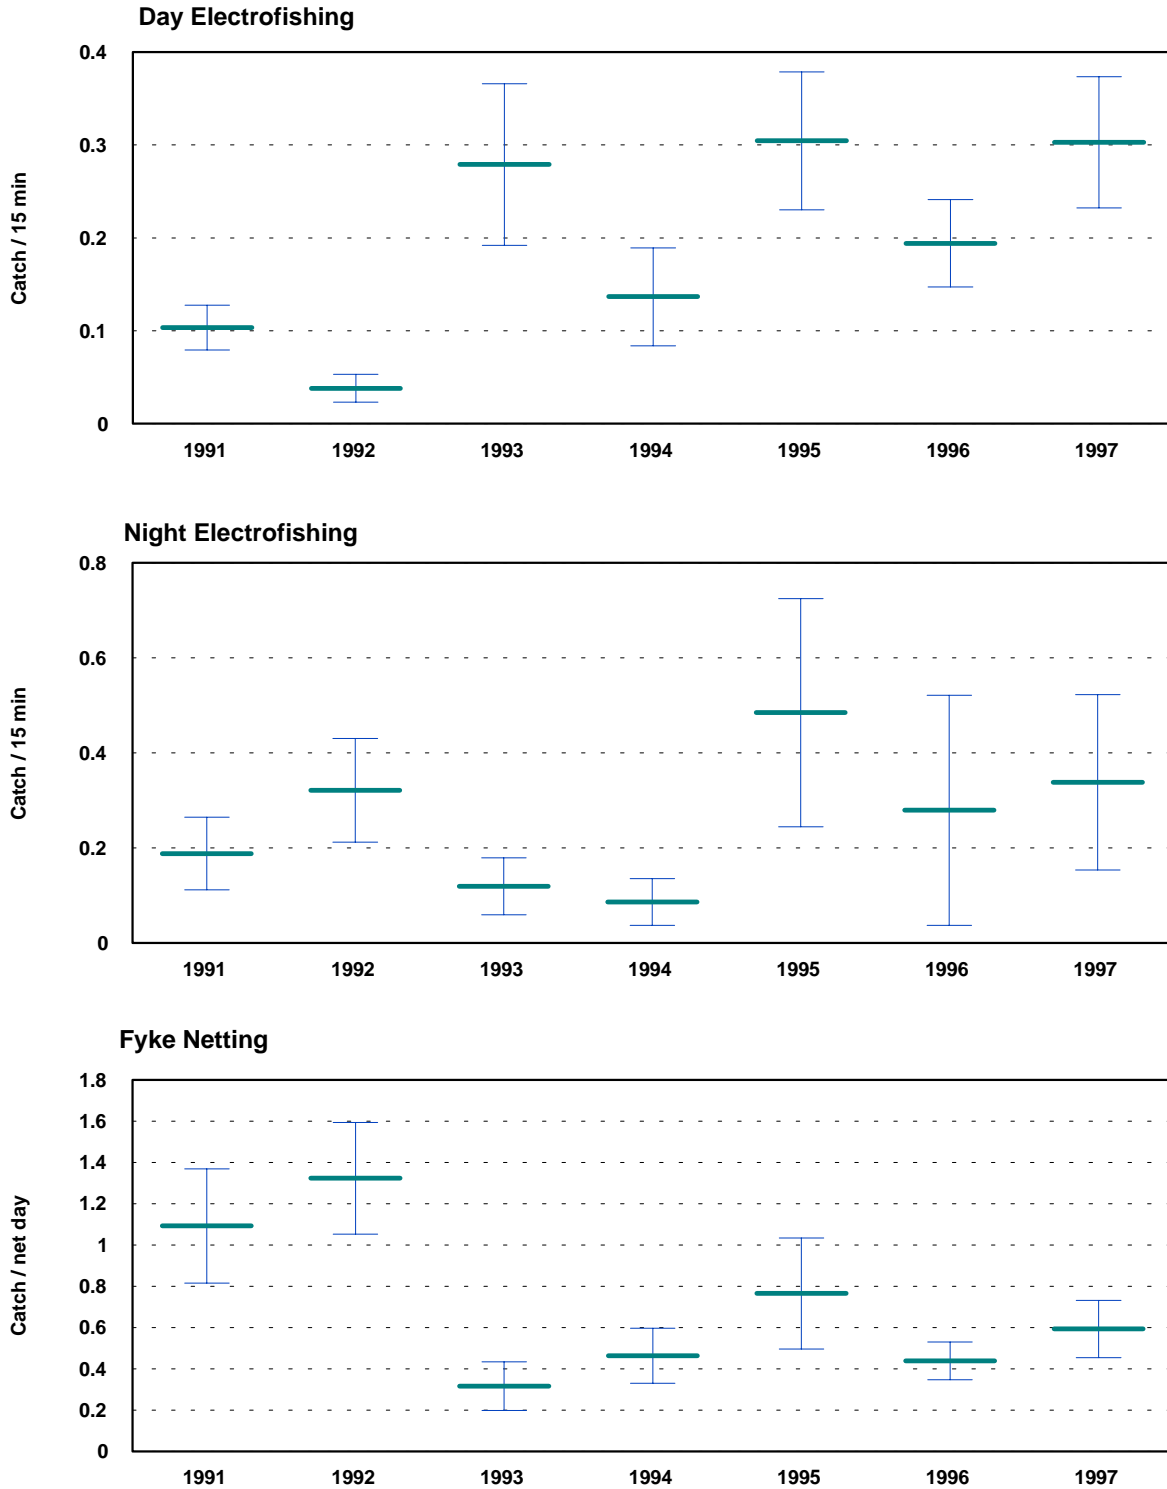 Day Electrofishing
0.4
0.3
0.2
0.1
0
Catch / 15 min
1991 1992 1993 1994 1995 1996 1997
Night Electrofishing
0.8
0.6
0.4
0.2
0
Catch / 15 min
1991 1992 1993 1994 1995 1996 1997
Fyke Netting
1.8
1.6
1.4
1.2
1
0.8
0.6
0.4
0.2
0
Catch / net day
1991 1992 1993 1994 1995 1996 1997